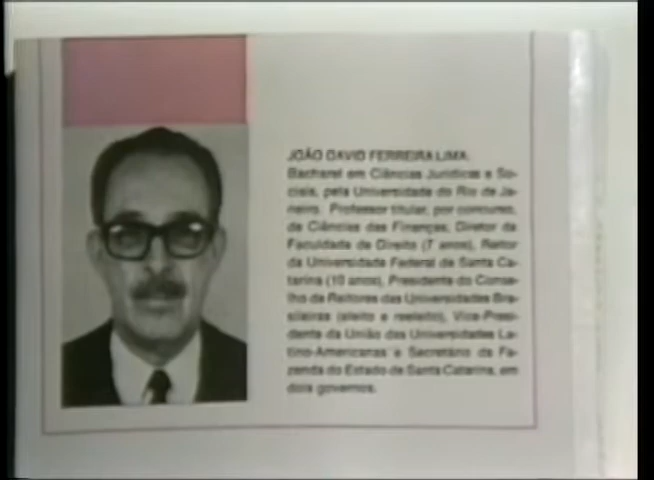 JOÃO DAVID FERREIRA LIMA
Bacharel em Ciências Jurídicas e So-
ciais, pela Universidade do Rio de Ja-
neiro. Professor titular, por concurso,
de Ciências das Finanças, Diretor da
Faculdade de Direito (7 anos), Reitor
da Universidade Federal de Santa Ca-
tarina (10 anos), Presidente do Conse-
lho de Reitores das Universidades Bra-
sileiras (eleito e reeleito), Vice-Presi-
dente da União das Universidades La-
tino-Americanas e Secretário da Fa-
zenda do Estado de Santa Catarina, em
dois governos.